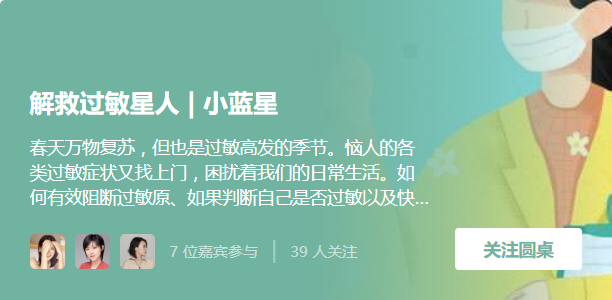 解救过敏星人 | 小蓝星
春天万物复苏，但也是过敏高发的季节。恼人的各
类过敏症状又找上门，困扰着我们的日常生活。如
何有效阻断过敏原、如果判断自己是否过敏以及快...
7 位嘉宾参与 | 39 人关注
关注圆桌